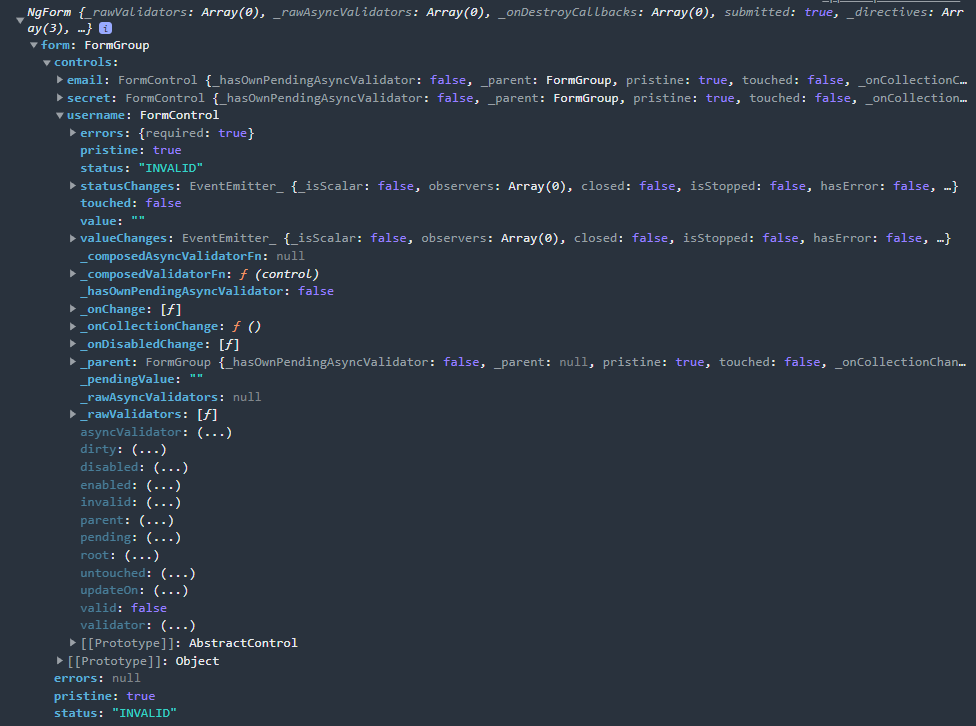 NgForm {_rawValidators: Array(0), _rawAsyncValidators: Array(0), _onDestroyCallbacks: Array(0), submitted: true, _directives: Arr
ay(3), …} i
form: FormGroup
controls:
email: FormControl {_hasOwnPendingAsyncValidator: false, _parent: FormGroup, pristine: true, touched: false, _onCollectionC…
secret: FormControl {_hasOwnPendingAsyncValidator: false, _parent: FormGroup, pristine: true, touched: false, _onCollection…
username: FormControl
errors: {required: true}
pristine: true
status: "INVALID"
statusChanges: EventEmitter_ {_isScalar: false, observers: Array(0), closed: false, isStopped: false, hasError: false, …}
touched: false
value: ""
valueChanges: EventEmitter_ {_isScalar: false, observers: Array(0), closed: false, isStopped: false, hasError: false, …}
_composedAsyncValidatorFn: null
_composedValidatorFn: ƒ (control)
_hasOwnPendingAsyncValidator: false
_onChange: [ƒ]
_onCollectionChange: ƒ ()
_onDisabledChange: [ƒ]
_parent: FormGroup {_hasOwnPendingAsyncValidator: false, _parent: null, pristine: true, touched: false, _onCollectionChan…
_pendingValue: ""
_rawAsyncValidators: null
_rawValidators: [ƒ]
asyncValidator: (...)
dirty: (...)
disabled: (...)
enabled: (...)
invalid: (...)
parent: (...)
pending: (...)
root: (...)
untouched: (...)
updateOn: (...)
valid: false
validator: (...)
[[Prototype]]: AbstractControl
[[Prototype]]: Object
errors: null
pristine: true
status: "INVALID"